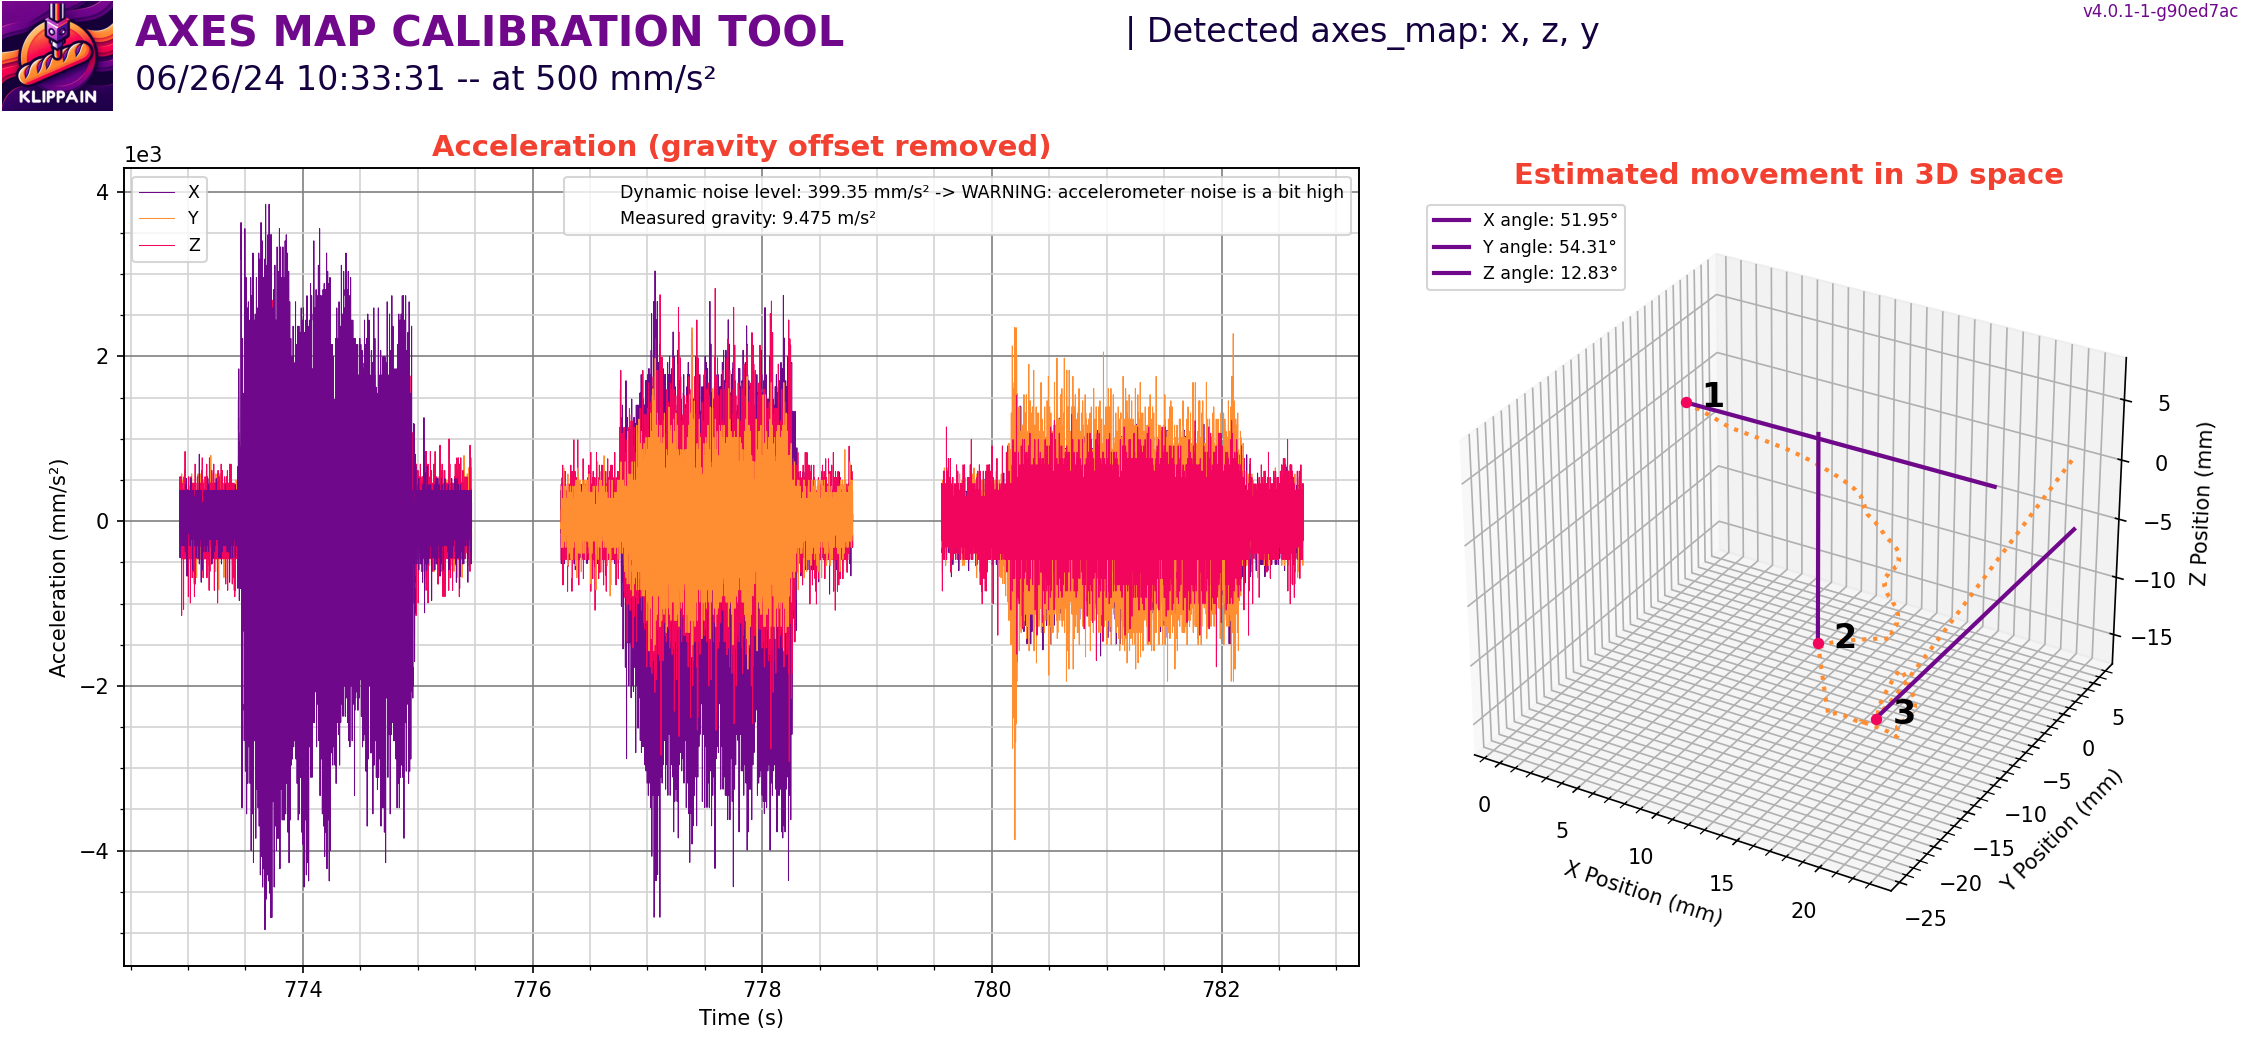 AXES MAP CALIBRATION TOOL
| Detected axes_map: x, z, y
v4.0.1-1-g90ed7ac
06/26/24 10:33:31 -- at 500 mm/s²
KLIPPAIN
Acceleration (gravity offset removed)
1e3
X
Y
Z
Dynamic noise level: 399.35 mm/s² -> WARNING: accelerometer noise is a bit high
Measured gravity: 9.475 m/s²
4
2
0
−2
−4
Acceleration (mm/s²)
774
776
778
780
782
Time (s)
Estimated movement in 3D space
X angle: 51.95°
Y angle: 54.31°
Z angle: 12.83°
1
2
3
5
0
−5
−10
−15
Z Position (mm)
0
5
10
15
20
X Position (mm)
5
0
−5
−10
−15
−20
−25
Y Position (mm)